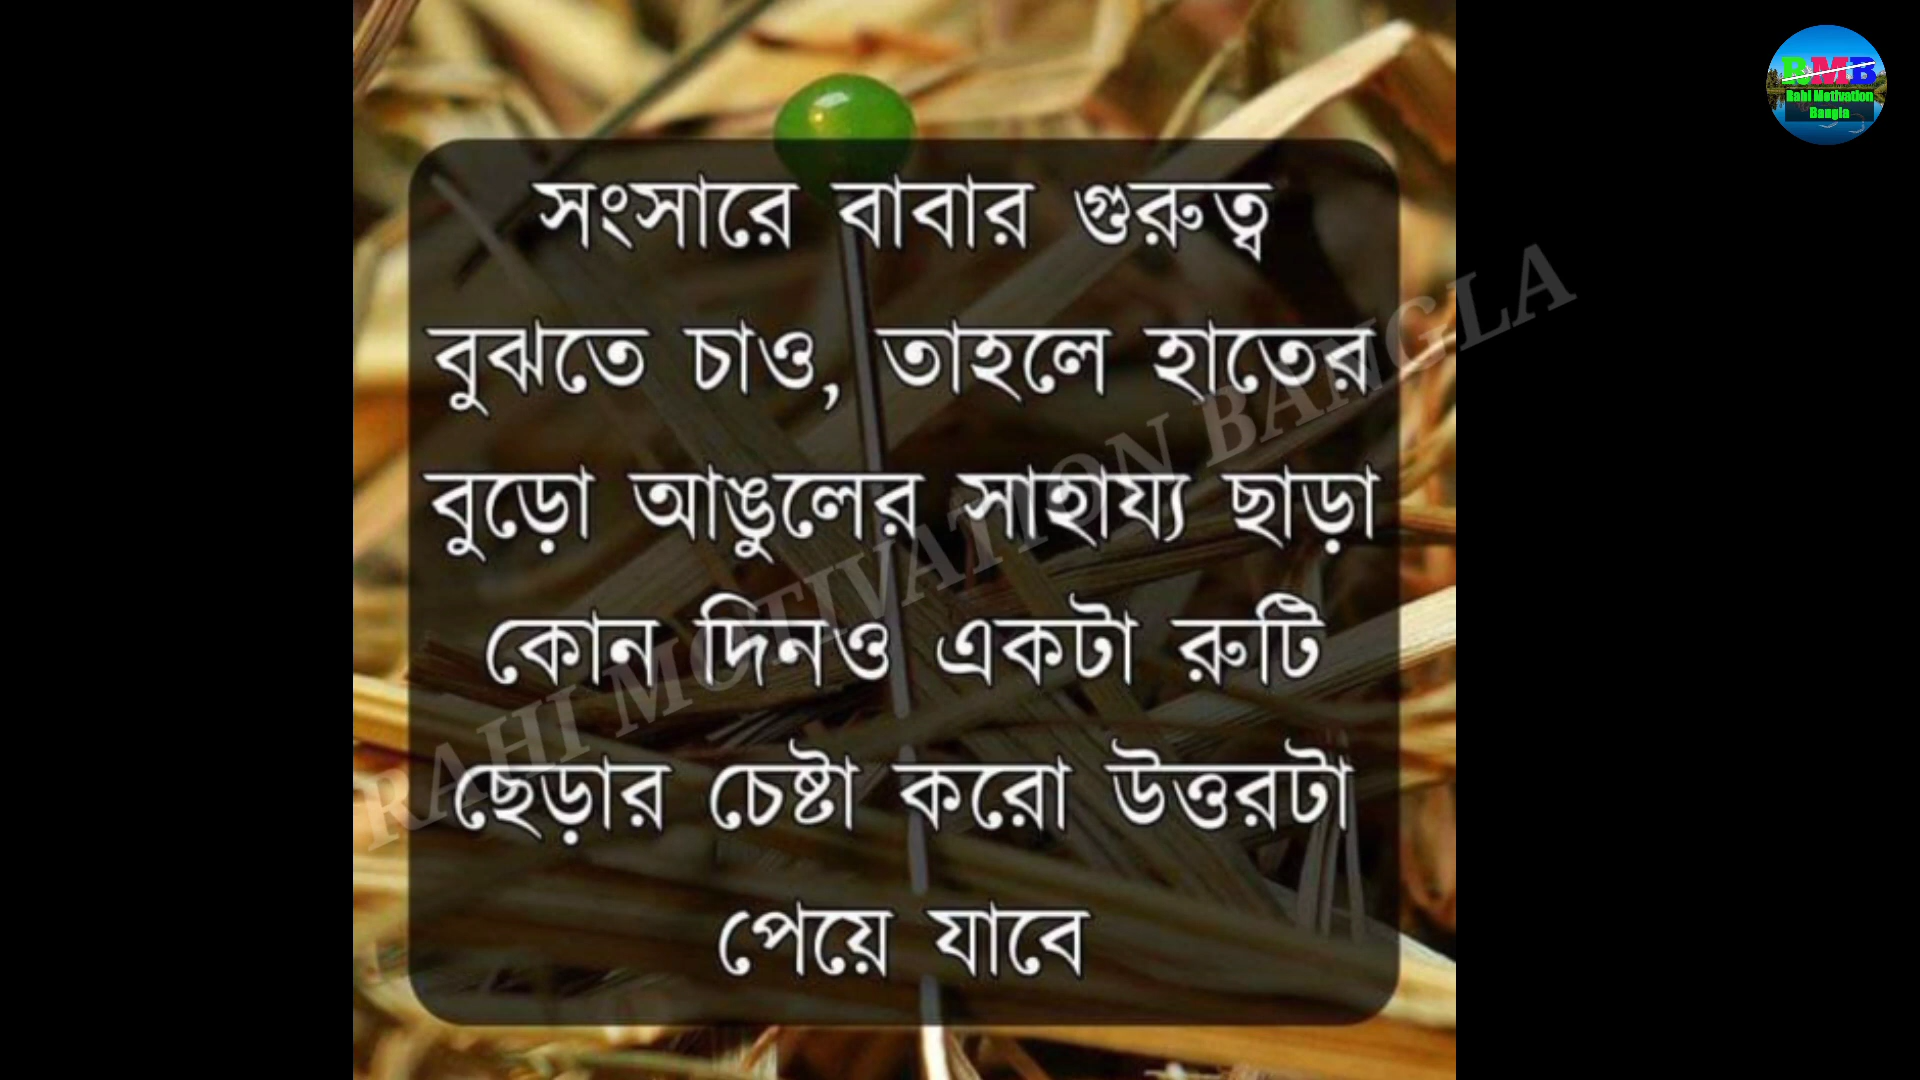 সংসারে বাবার গুরুত্ব
বুঝতে চাও, তাহলে হাতের
বুড়ো আঙুলের সাহায্য ছাড়া
কোন দিনও একটা রুটি
ছেড়ার চেষ্টা করো উত্তরটা
পেয়ে যাবে
RAHI MOTIVATION BANGLA
RMB
Rahi Motivation
Bangla